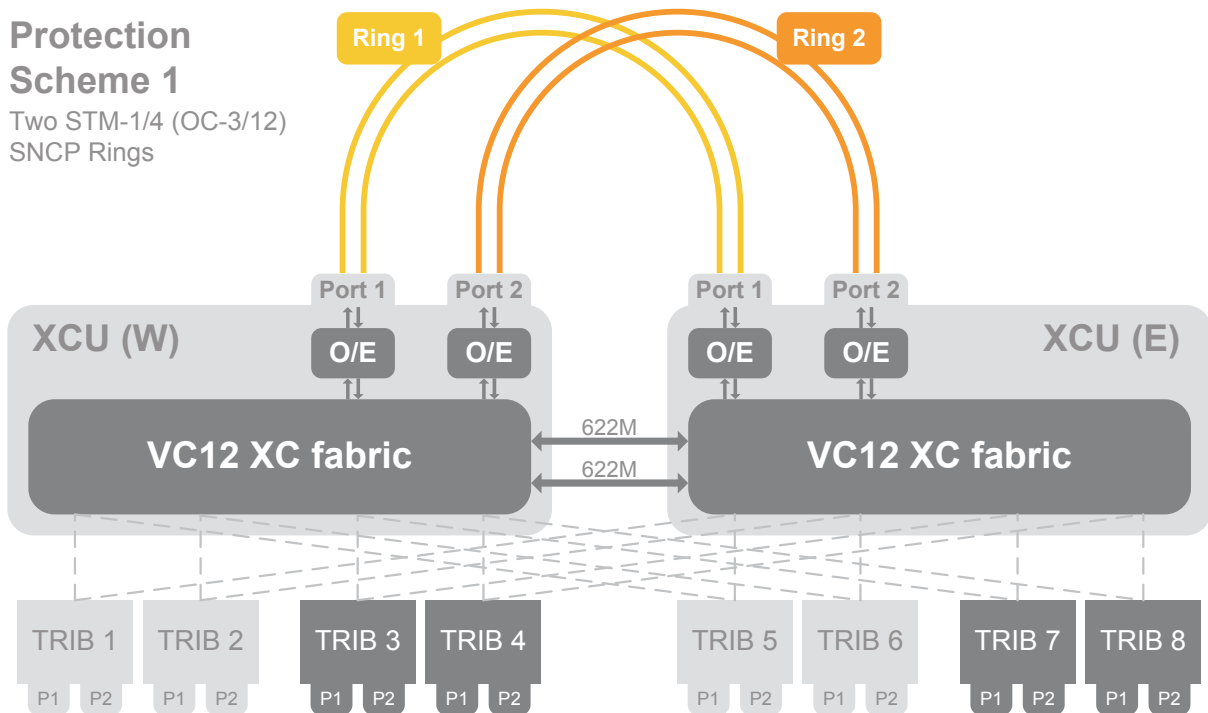 Protection
Scheme 1
Two STM-1/4 (OC-3/12)
SNCP Rings
Ring 1
Ring 2
Port 1
Port 2
Port 1
Port 2
XCU (W)
O/E
O/E
O/E
O/E
XCU (E)
VC12 XC fabric
622M
622M
VC12 XC fabric
TRIB 1
TRIB 2
TRIB 3
TRIB 4
TRIB 5
TRIB 6
TRIB 7
TRIB 8
P1 P2
P1 P2
P1 P2
P1 P2
P1 P2
P1 P2
P1 P2
P1 P2